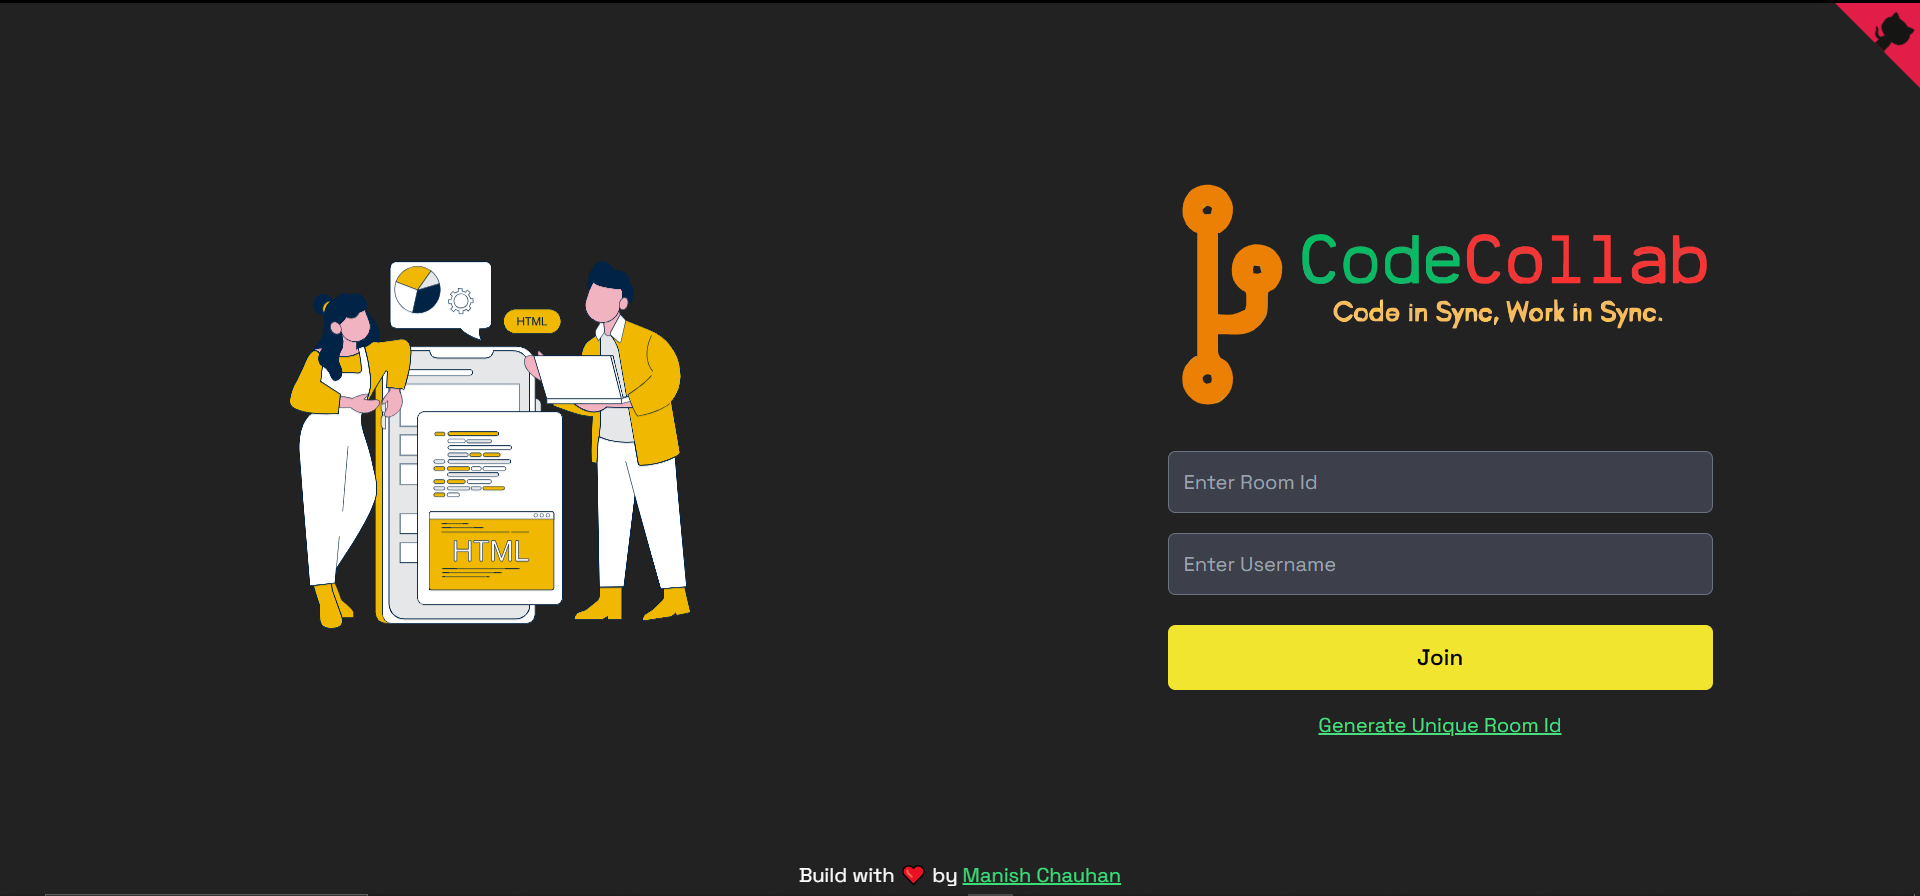 CodeCollab
Code in Sync, Work in Sync.
HTML
HTML
Enter Room Id
Enter Username
Join
Generate Unique Room Id
Build with ❤️ by Manish Chauhan